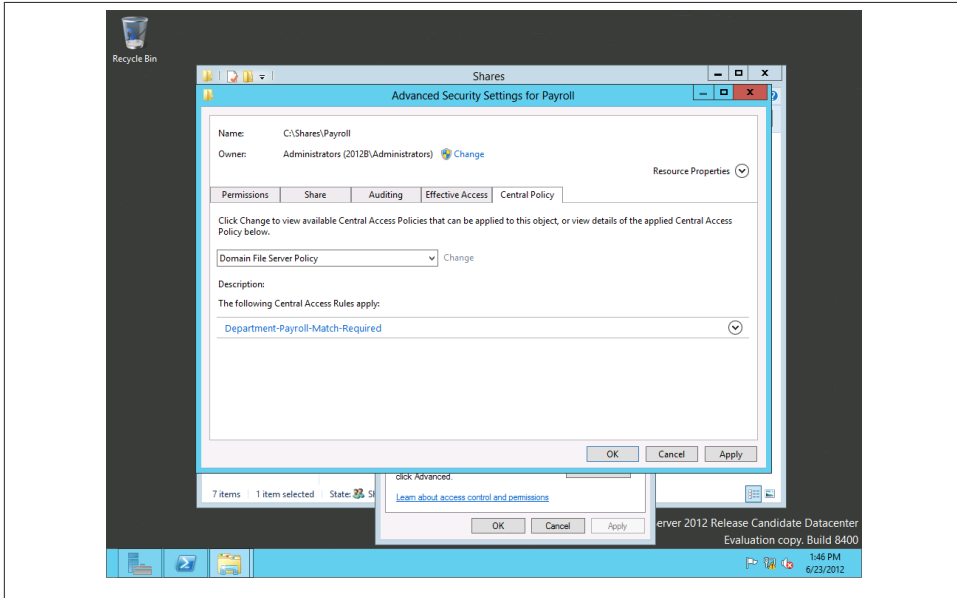 Recycle Bin
Shares
Advanced Security Settings for Payroll
Name: C:\Shares\Payroll
Owner: Administrators (2012B\Administrators) Change
Resource Properties
Permissions Share Auditing Effective Access Central Policy
Click Change to view available Central Access Policies that can be applied to this object, or view details of the applied Central Access
Policy below.
Domain File Server Policy Change
Description:
The following Central Access Rules apply:
Department-Payroll-Match-Required
OK Cancel Apply
click Advanced.
7 items 1 item selected State: Sh
Learn about access control and permissions
OK Cancel Apply
erver 2012 Release Candidate Datacenter
Evaluation copy. Build 8400
1:46 PM
6/23/2012